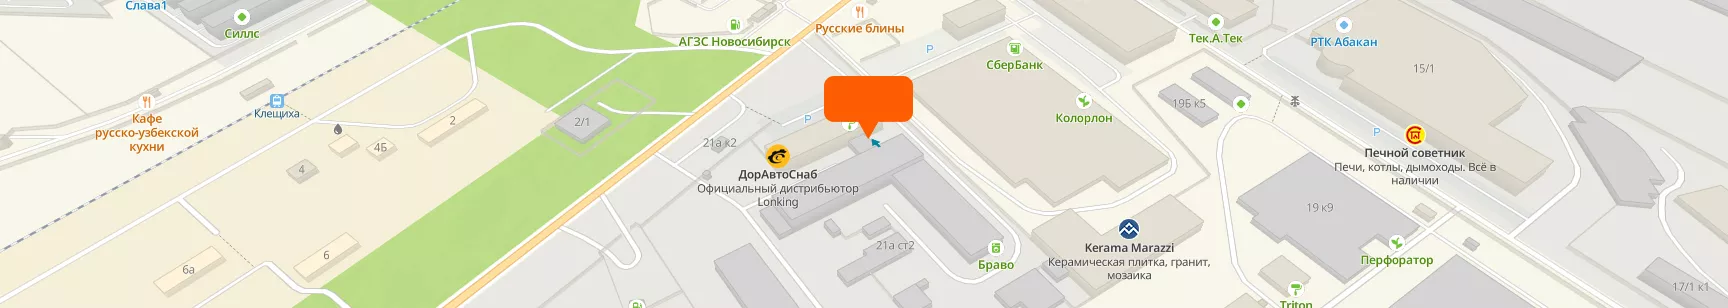 Слава1
Силлс
Кафе
русско-узбекской
кухни
Клещиха
2
4Б
4
6
6а
2/1
АГЗС Новосибирск
Русские блины
P
P
21а к2
ДорАвтоСнаб
Официальный дистрибьютор
Lonking
21а ст2
Браво
СберБанк
Колорлон
Kerama Marazzi
Керамическая плитка, гранит,
мозаика
Тек.А.Тек
РТК Абакан
15/1
19Б к5
P
Печной советник
Печи, котлы, дымоходы. Всё в
наличии
19 к9
Перфоратор
Triton
17/1 к1